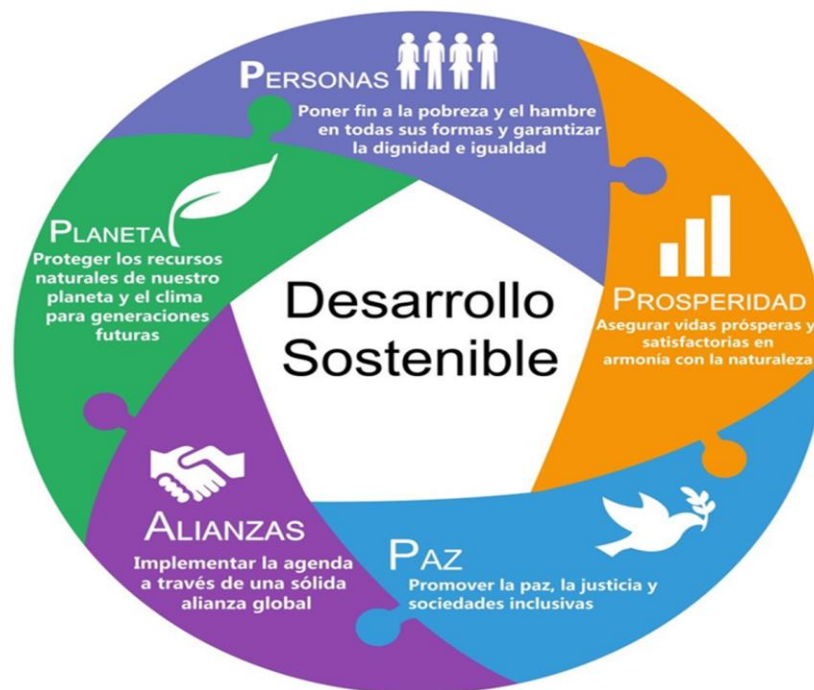 PERSONAS
Poner fin a la pobreza y el hambre
en todas sus formas y garantizar
la dignidad e igualdad
PROSPERIDAD
Asegurar vidas prósperas y
satisfactorias en
armonía con la naturaleza
PAZ
Promover la paz, la justicia y
sociedades inclusivas
ALIANZAS
Implementar la agenda
a través de una sólida
alianza global
PLANETA
Proteger los recursos
naturales de nuestro
planeta y el clima
para generaciones
futuras
Desarrollo
Sostenible